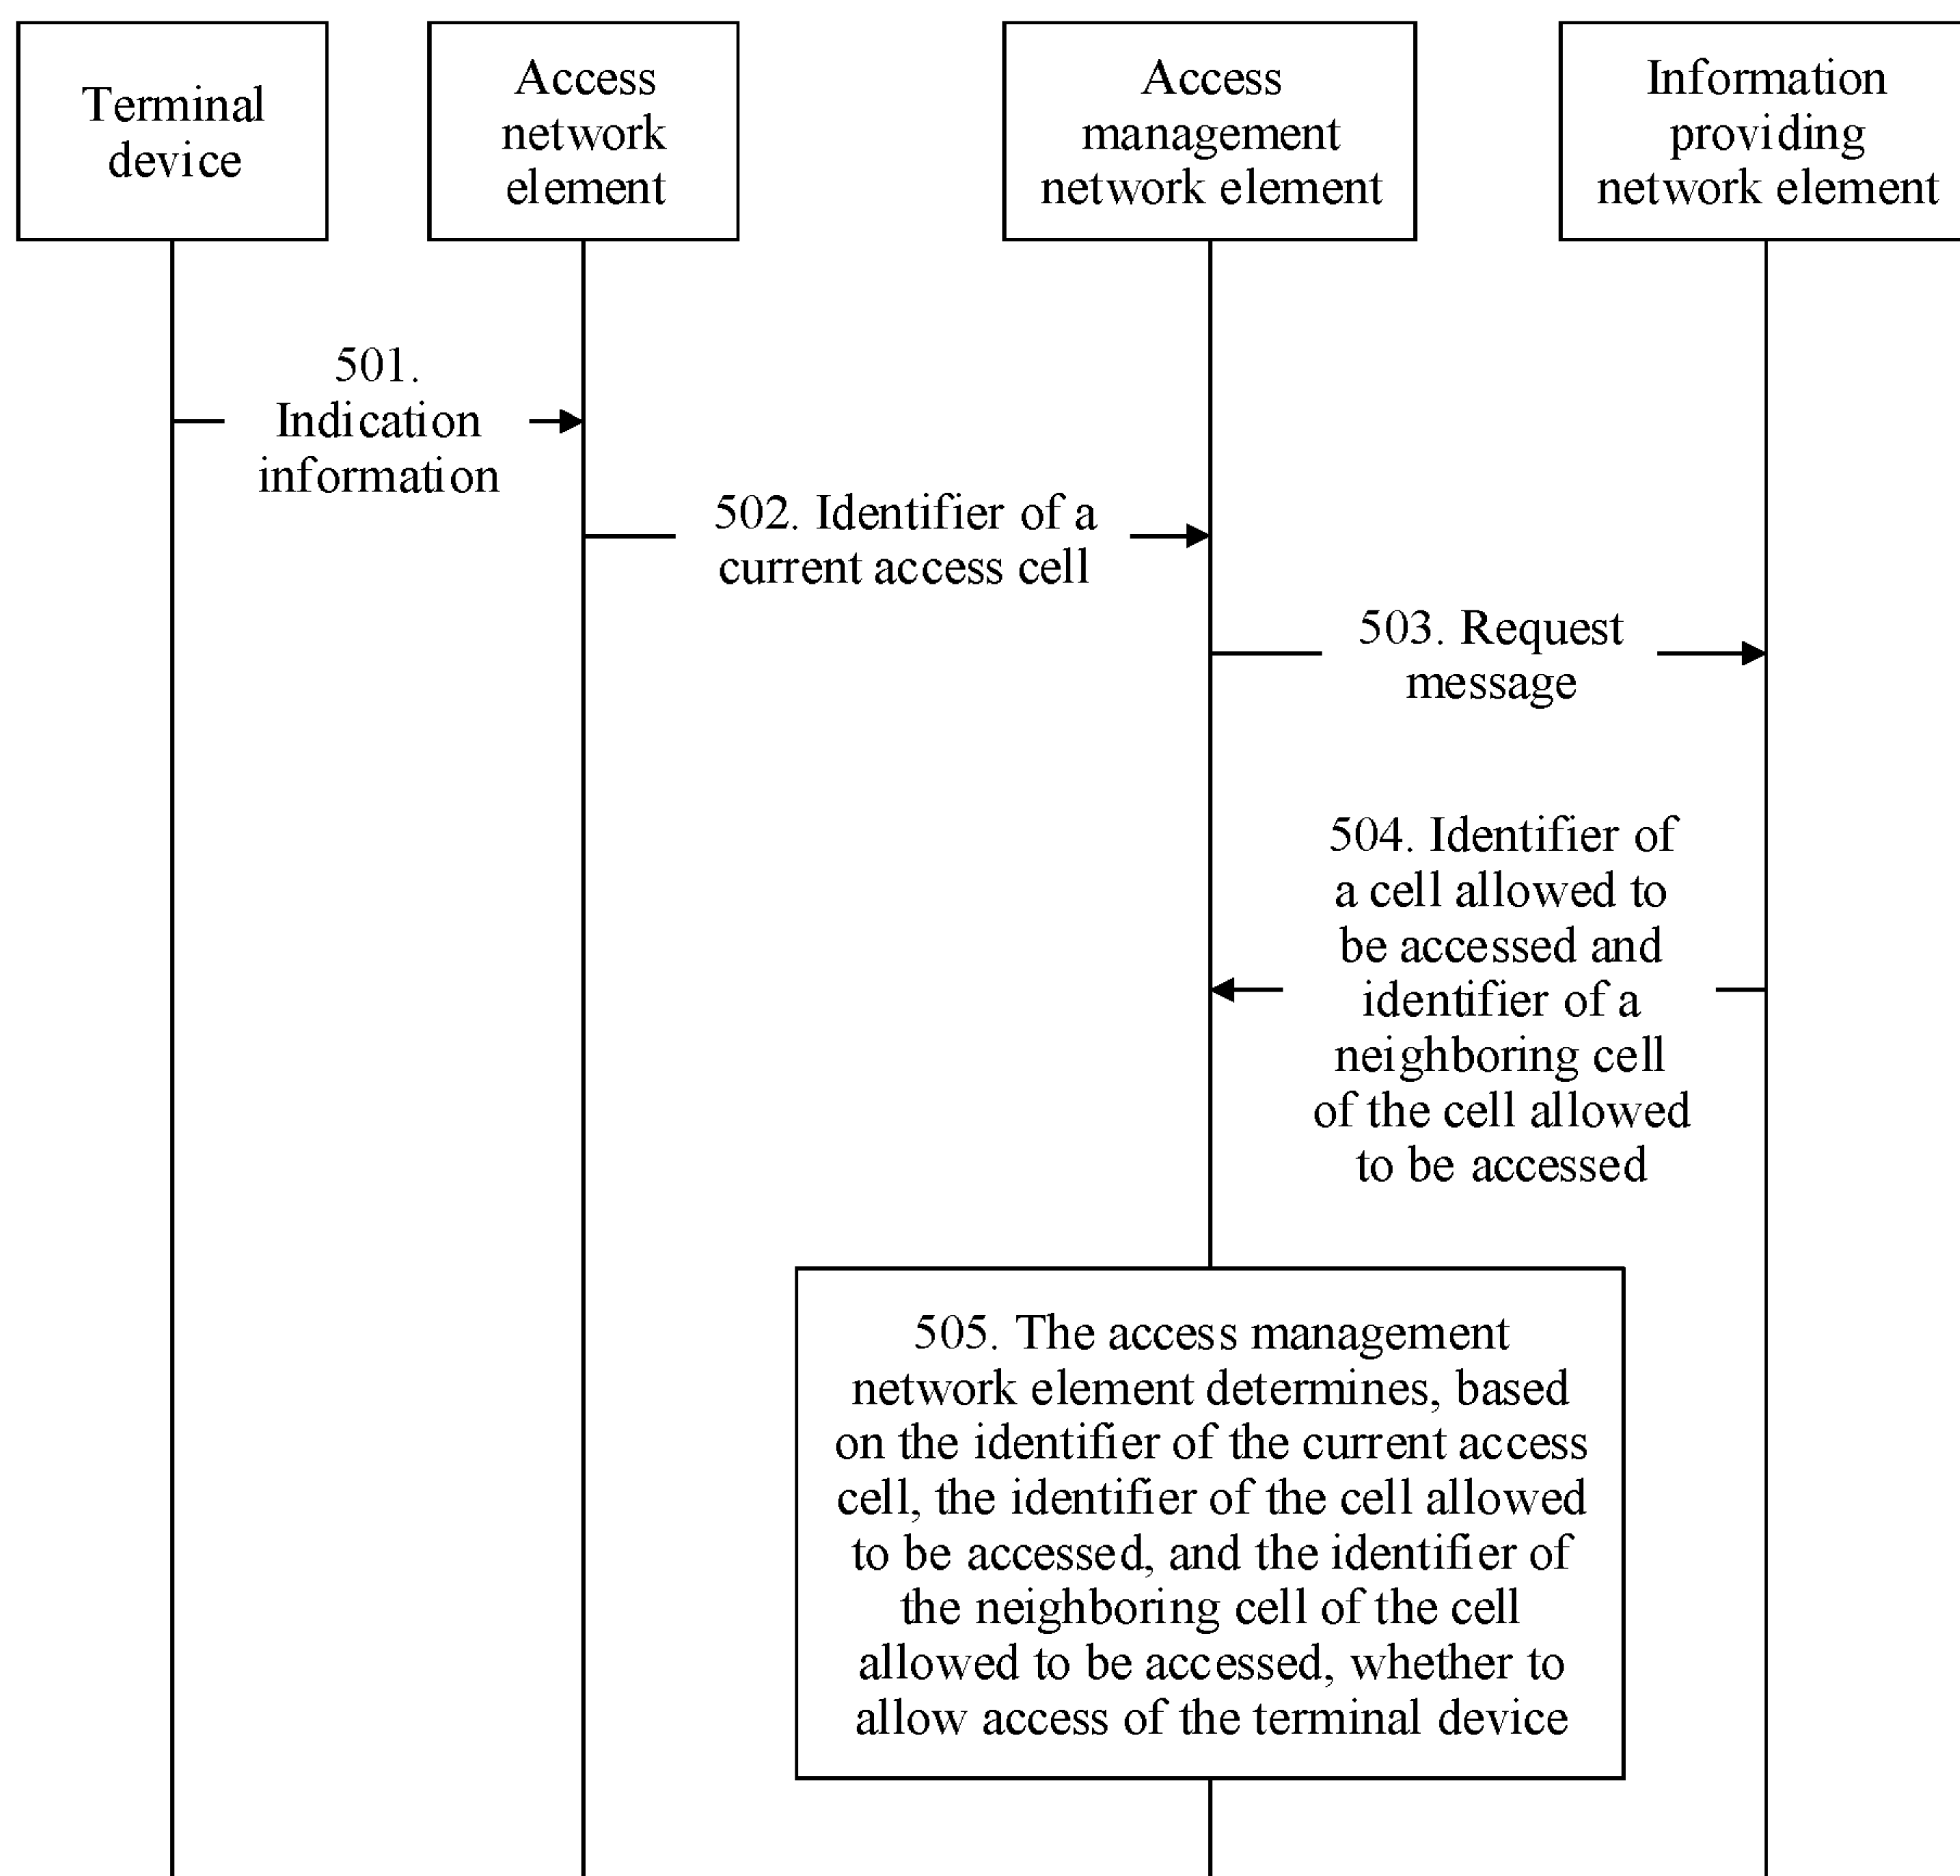 Terminal
device
Access
network
element
Access
management
network element
Information
providing
network element
501.
Indication
information
502. Identifier of a
current access cell
503. Request
message
504. Identifier of
a cell allowed to
be accessed and
identifier of a
neighboring cell
of the cell allowed
to be accessed
505. The access management
network element determines, based
on the identifier of the current access
cell, the identifier of the cell allowed
to be accessed, and the identifier of
the neighboring cell of the cell
allowed to be accessed, whether to
allow access of the terminal device